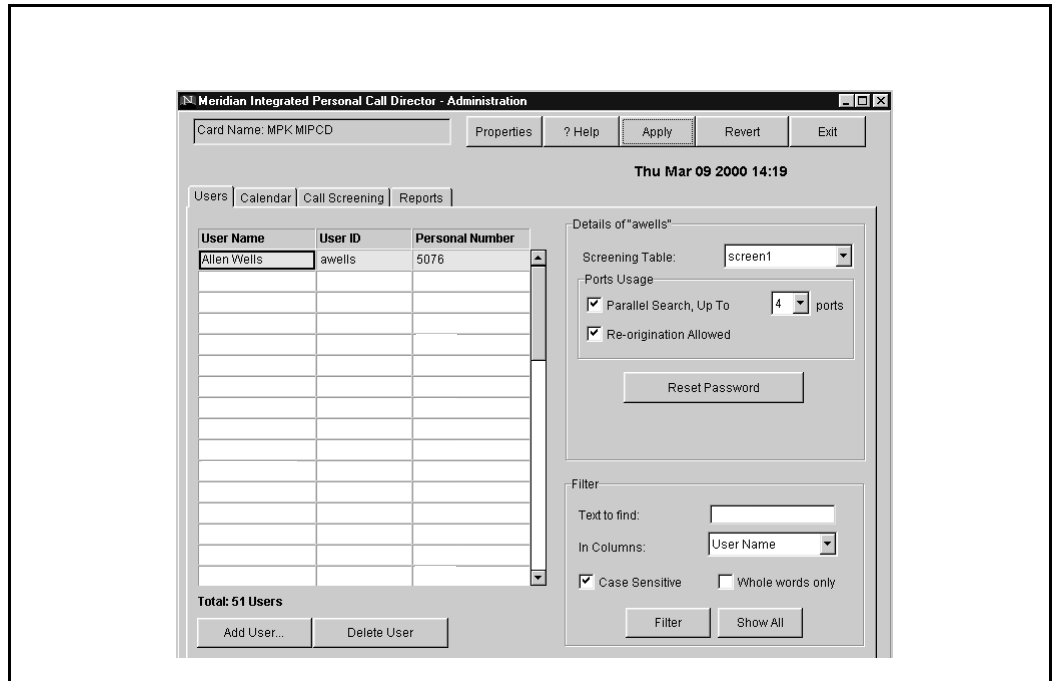 Meridian Integrated Personal Call Director - Administration
Card Name: MPK MIPCD
Properties
? Help
Apply
Revert
Exit
Thu Mar 09 2000 14:19
Users
Calendar
Call Screening
Reports
User Name User ID Personal Number
Allen Wells awells 5076
Total: 51 Users
Add User...
Delete User
Details of "awells"
Screening Table: screen1
Ports Usage
Parallel Search, Up To 4 ports
Re-origination Allowed
Reset Password
Filter
Text to find:
In Columns: User Name
Case Sensitive
Whole words only
Filter
Show All